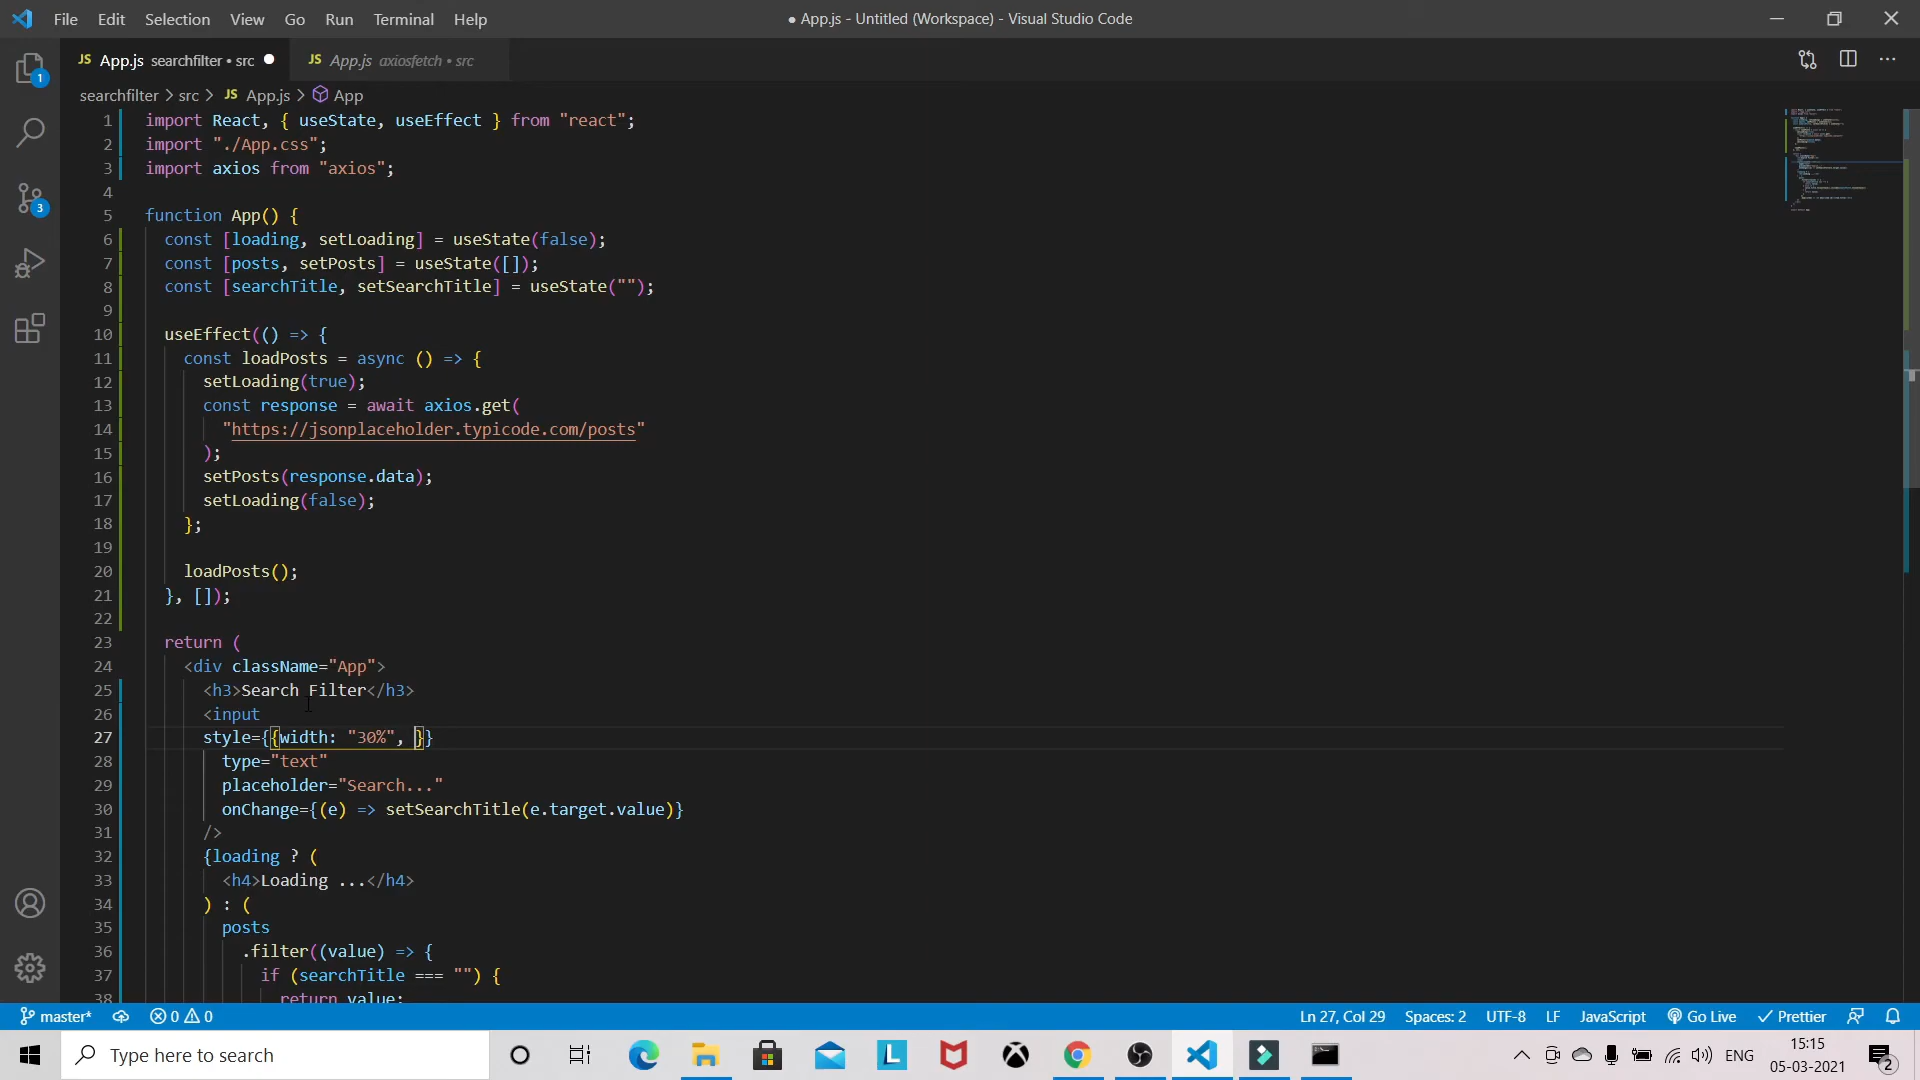 File Edit Selection View Go Run Terminal Help
● App.js - Untitled (Workspace) - Visual Studio Code
JS App.js searchfilter • src ●
JS App.js axiosfetch • src
searchfilter > src > JS App.js > App
1 import React, { useState, useEffect } from "react";
2 import "./App.css";
3 import axios from "axios";
4
5 function App() {
6 const [loading, setLoading] = useState(false);
7 const [posts, setPosts] = useState([]);
8 const [searchTitle, setSearchTitle] = useState("");
9
10 useEffect(() => {
11 const loadPosts = async () => {
12 setLoading(true);
13 const response = await axios.get(
14 "https://jsonplaceholder.typicode.com/posts"
15 );
16 setPosts(response.data);
17 setLoading(false);
18 };
19
20 loadPosts();
21 }, []);
22
23 return (
24 <div className="App">
25 <h3>Search Filter</h3>
26 <input
27 style={{width: "30%", }}
28 type="text"
29 placeholder="Search..."
30 onChange={(e) => setSearchTitle(e.target.value)}
31 />
32 {loading ? (
33 <h4>Loading ...</h4>
34 ) : (
35 posts
36 .filter((value) => {
37 if (searchTitle === "") {
38 return value;
1
3
master* 0 0
Ln 27, Col 29 Spaces: 2 UTF-8 LF JavaScript Go Live Prettier
Type here to search
ENG
15:15
05-03-2021
2